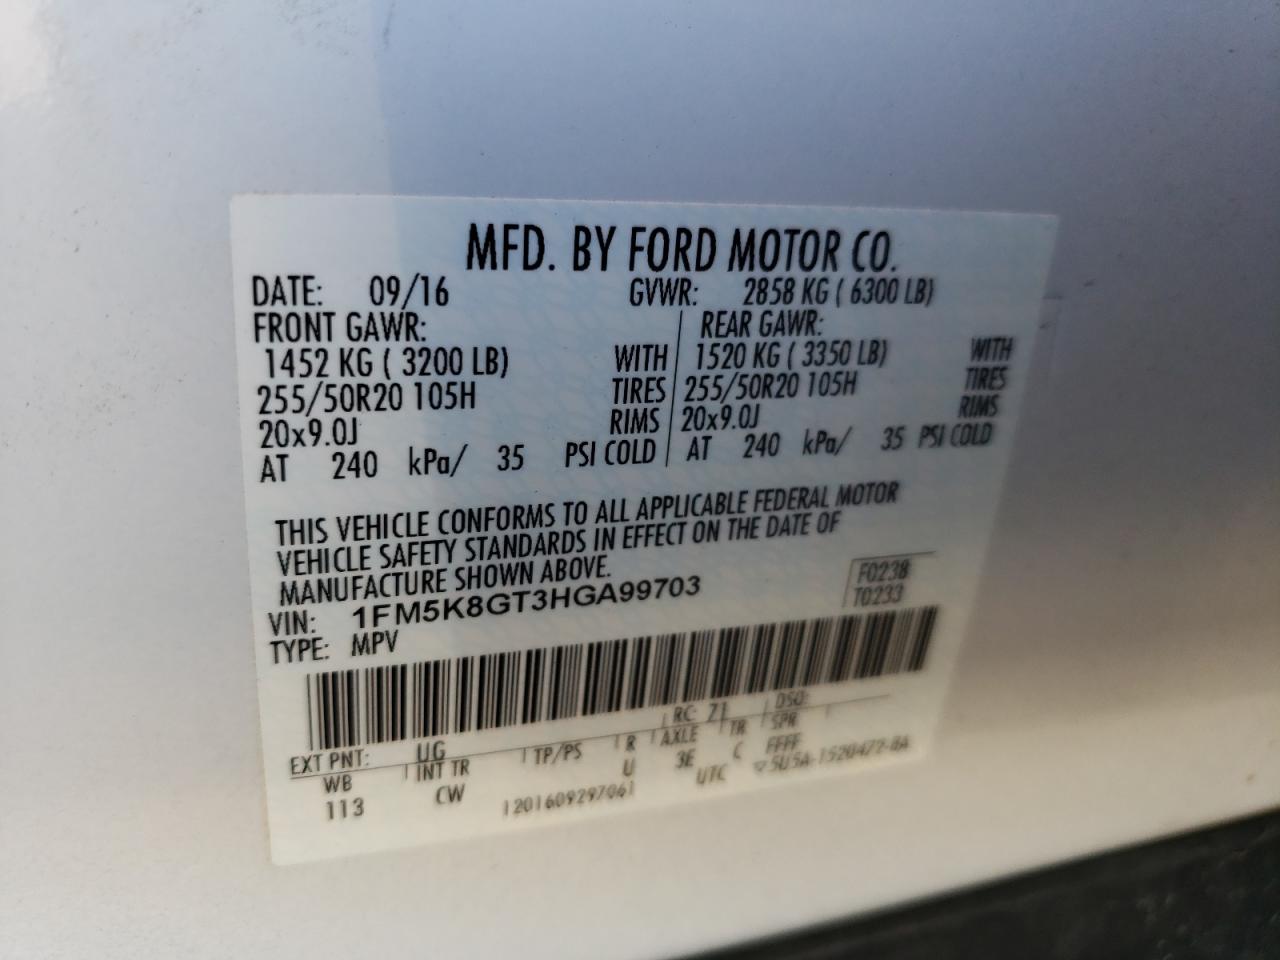 MFD. BY FORD MOTOR CO.
DATE: 09/16 GVWR: 2858 KG ( 6300 LB)
FRONT GAWR: REAR GAWR:
1452 KG ( 3200 LB) WITH 1520 KG ( 3350 LB) WITH
255/50R20 105H TIRES 255/50R20 105H TIRES
20x9.0J RIMS 20x9.0J RIMS
AT 240 kPa/ 35 PSI COLD AT 240 kPa/ 35 PSI COLD
THIS VEHICLE CONFORMS TO ALL APPLICABLE FEDERAL MOTOR
VEHICLE SAFETY STANDARDS IN EFFECT ON THE DATE OF
MANUFACTURE SHOWN ABOVE.
VIN: 1FM5K8GT3HGA99703 F0238
TYPE: MPV T0233
EXT PNT: UG RC: 71 DSO:
WB INT TR TP/PS R AXLE TR SPR
113 CW U 3E C FFFF
1201609297061 UTC 5U5A-1520472-BA